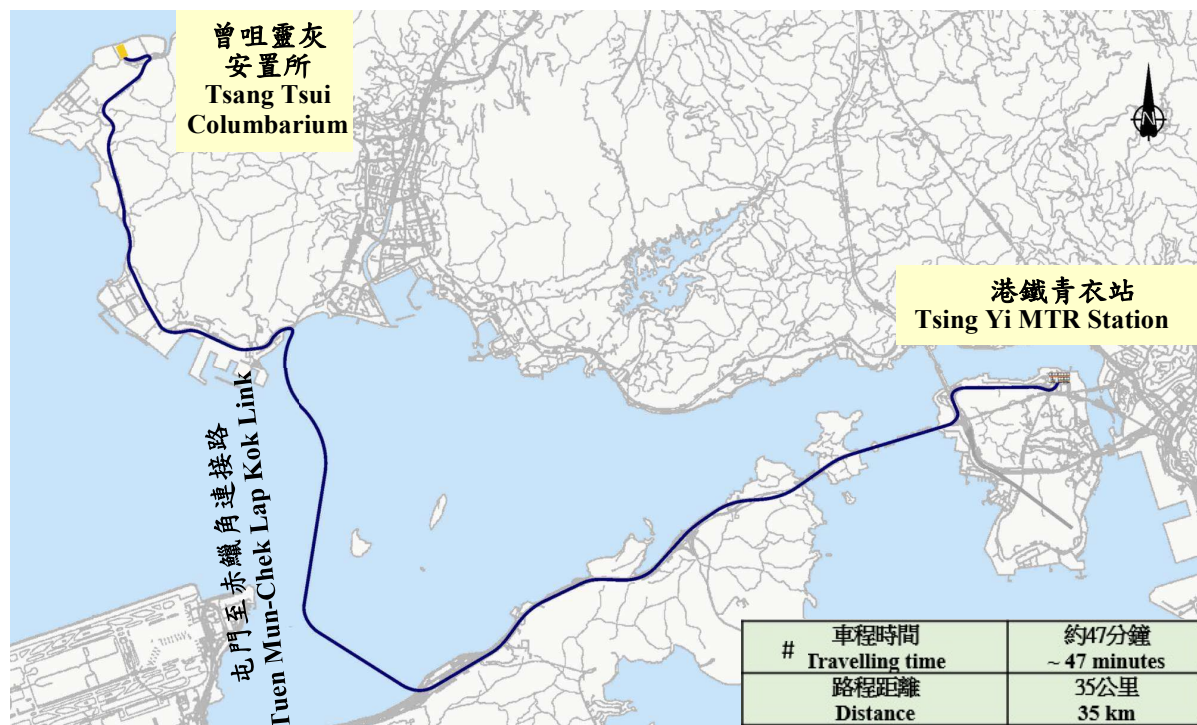 曾咀靈灰
安置所
Tsang Tsui
Columbarium
N
港鐵青衣站
Tsing Yi MTR Station
屯門至赤鱲角連接路
Tuen Mun-Chek Lap Kok Link
# 車程時間 約47分鐘
Travelling time ~ 47 minutes
路程距離 35公里
Distance 35 km